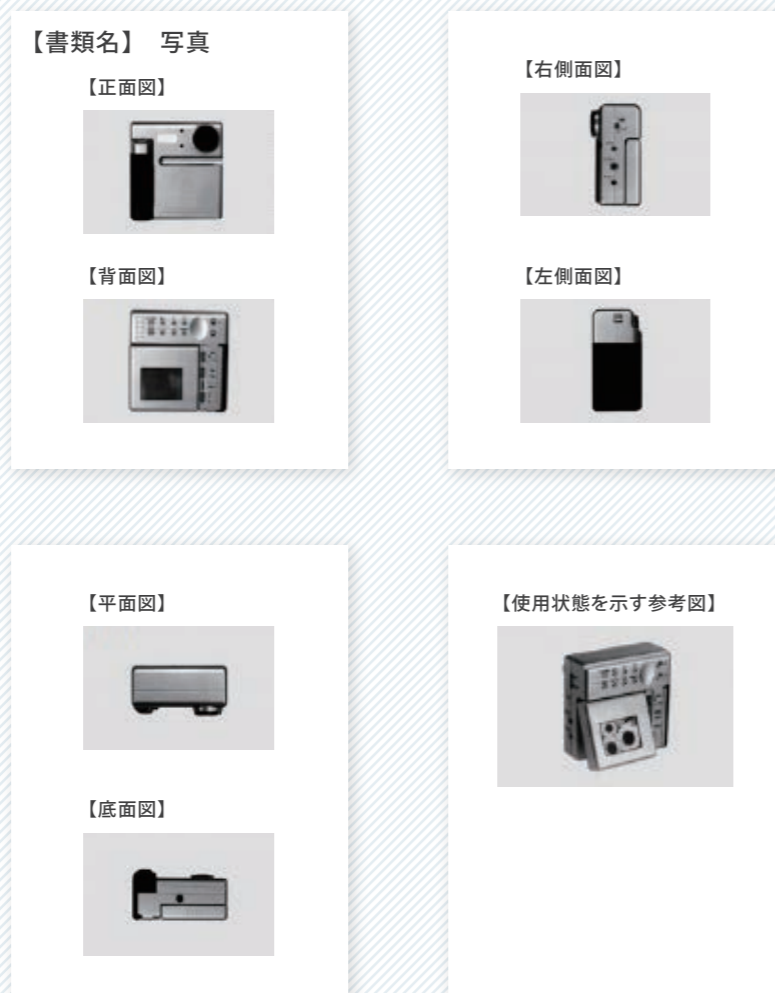 【書類名】 写真
【正面図】
【背面図】
【右側面図】
【左側面図】
【平面図】
【底面図】
【使用状態を示す参考図】